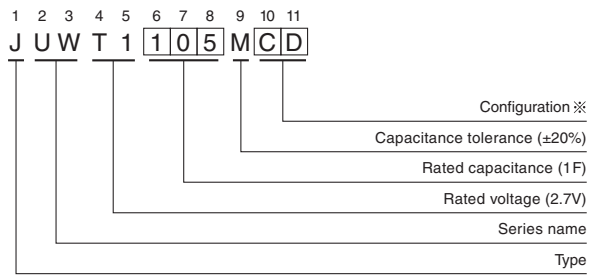 1 2 3 4 5 6 7 8 9 10 11
J U W T 1 1 0 5 M C D
Configuration ※
Capacitance tolerance (±20%)
Rated capacitance (1F)
Rated voltage (2.7V)
Series name
Type